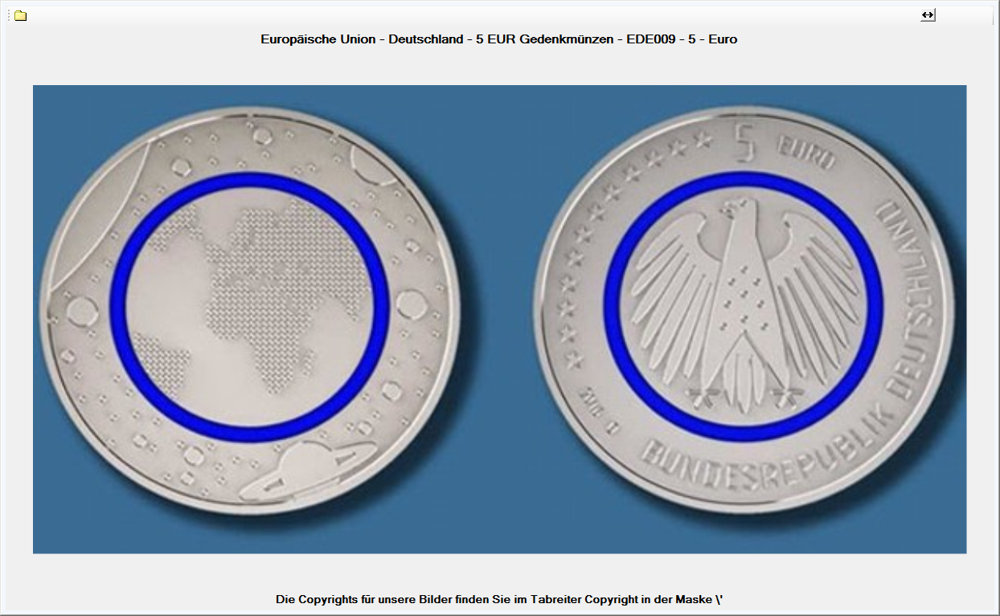 Europäische Union - Deutschland - 5 EUR Gedenkmünzen - EDE009 - 5 - Euro
5 EURO
BUNDESREPUBLIK DEUTSCHLAND
Die Copyrights für unsere Bilder finden Sie im Tabreiter Copyright in der Maske \'